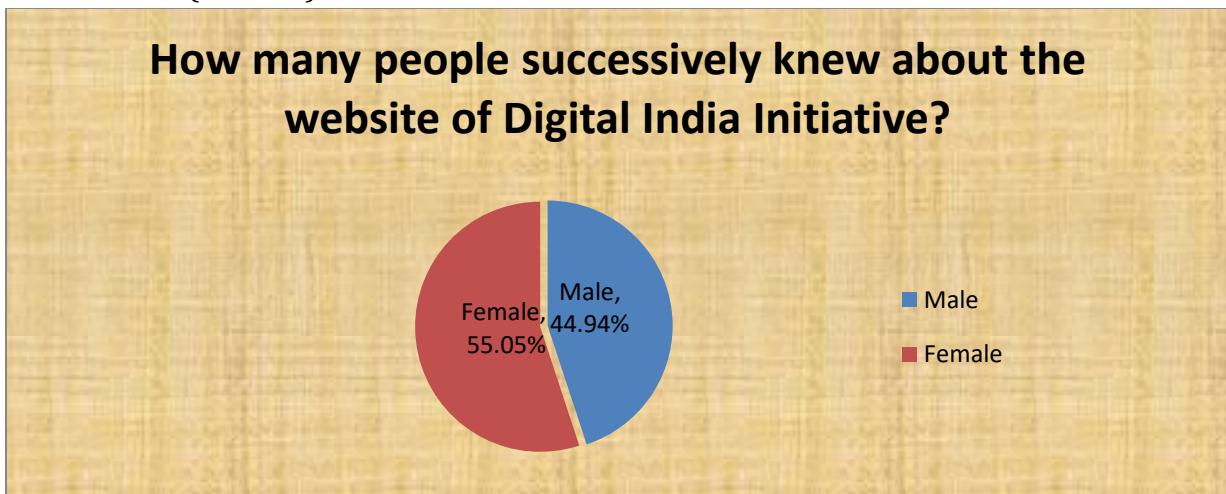 How many people successively knew about the
website of Digital India Initiative?
Male,
44.94%
Female,
55.05%
Male
Female